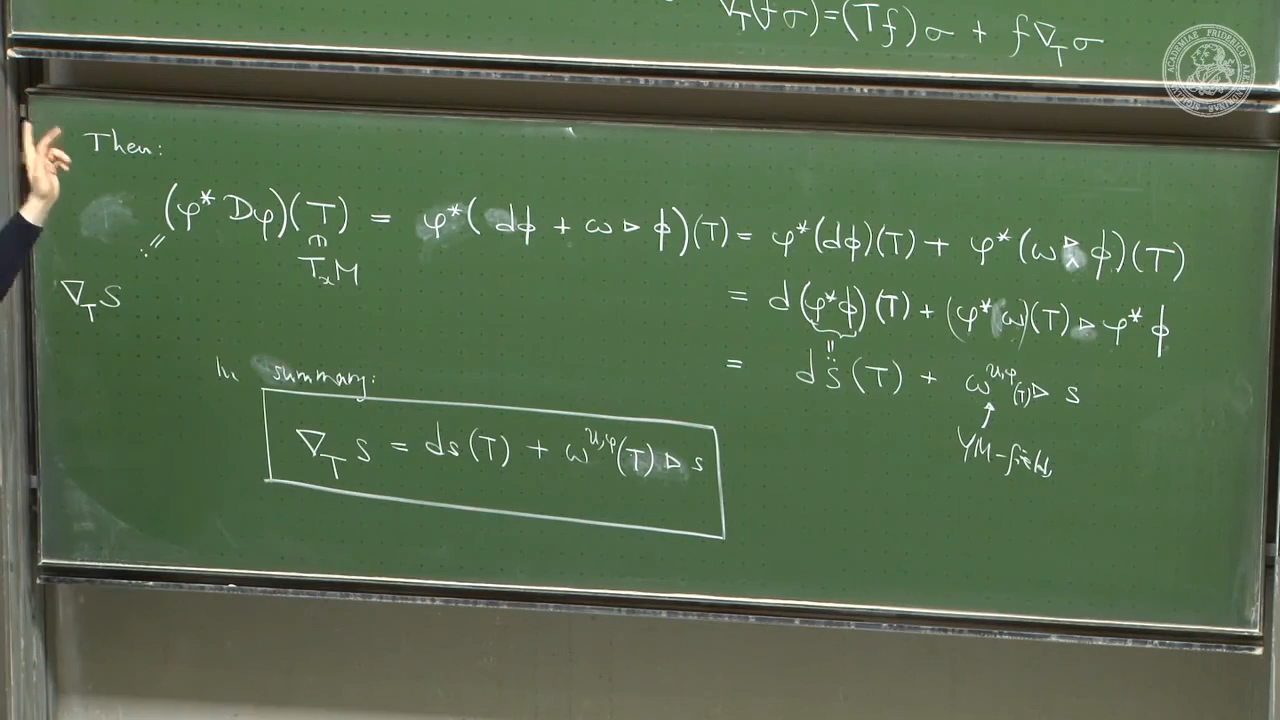 ∇_T(fσ) = (Tf)σ + f∇_T σ
Then:
(φ* Dφ)(T) = φ*(dϕ + ω ▷ ϕ)(T) = φ*(dϕ)(T) + φ*(ω ▷ ϕ)(T)
∈ T_xM
∇_T s
= d(φ*ϕ)(T) + (φ*ω)(T) ▷ φ*ϕ
= ds(T) + ω^{U,φ}(T) ▷ s
YM-field
In summary:
∇_T s = ds(T) + ω^{U,φ}(T) ▷ s